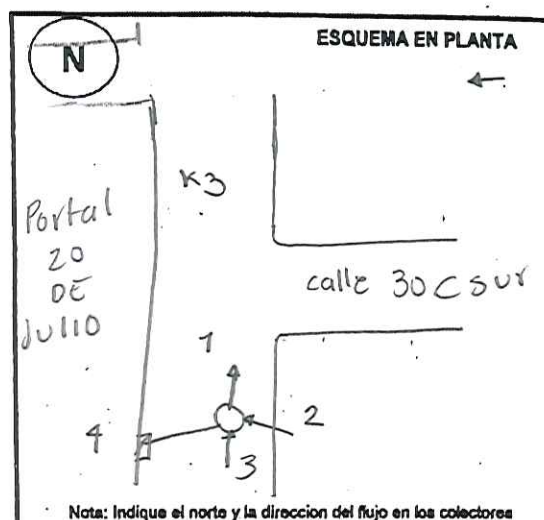 ESQUEMA EN PLANTA
N
K3
Portal
20
DE
JULIO
calle 30C SUR
1
2
4
3
Nota: Indique el norte y la direccion del flujo en los colectores